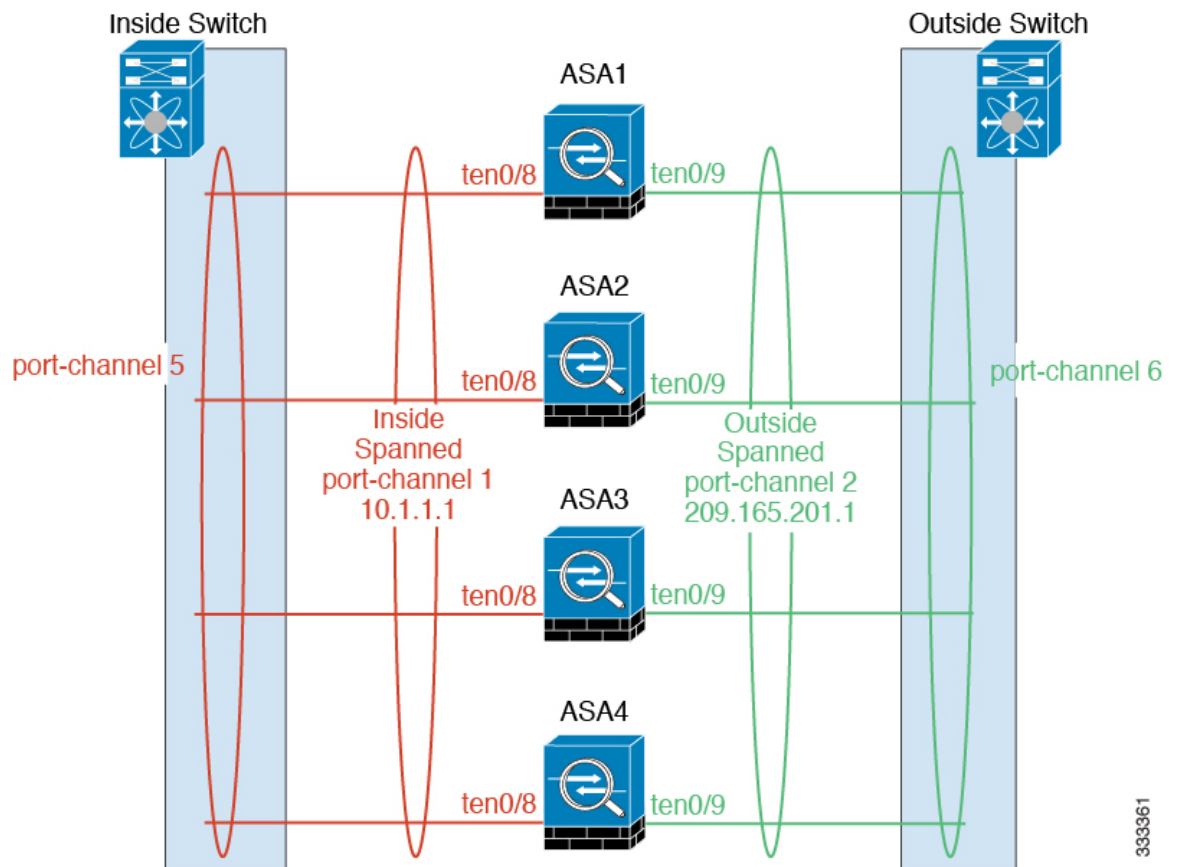 Inside Switch
Outside Switch
ASA1
ten0/8
ten0/9
ASA2
port-channel 5
ten0/8
ten0/9
port-channel 6
Inside
Spanned
port-channel 1
10.1.1.1
Outside
Spanned
port-channel 2
209.165.201.1
ASA3
ten0/8
ten0/9
ASA4
ten0/8
ten0/9
333361